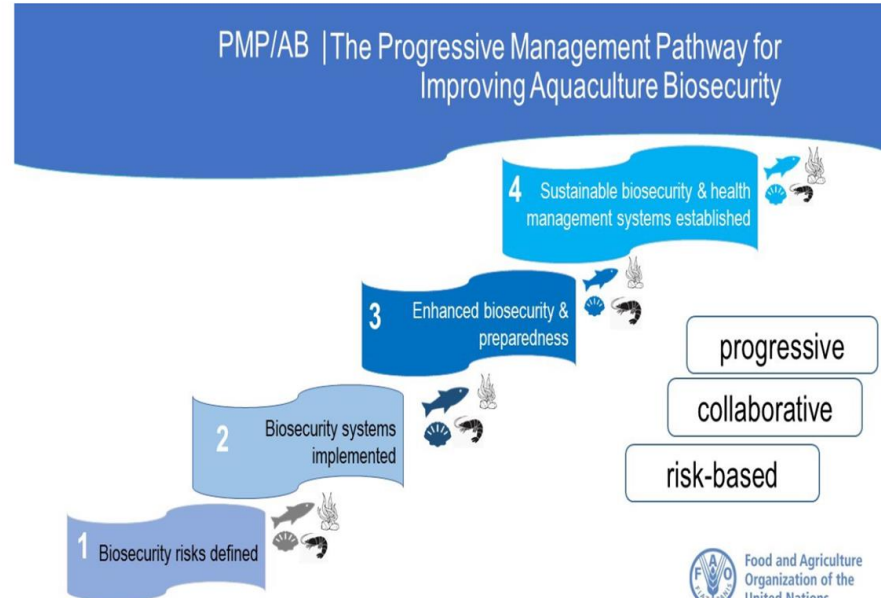 PMP/AB |The Progressive Management Pathway for
Improving Aquaculture Biosecurity
4 Sustainable biosecurity & health
management systems established
3 Enhanced biosecurity &
preparedness
progressive
collaborative
risk-based
2 Biosecurity systems
implemented
1 Biosecurity risks defined
F A O
Food and Agriculture
Organization of the
United Nations